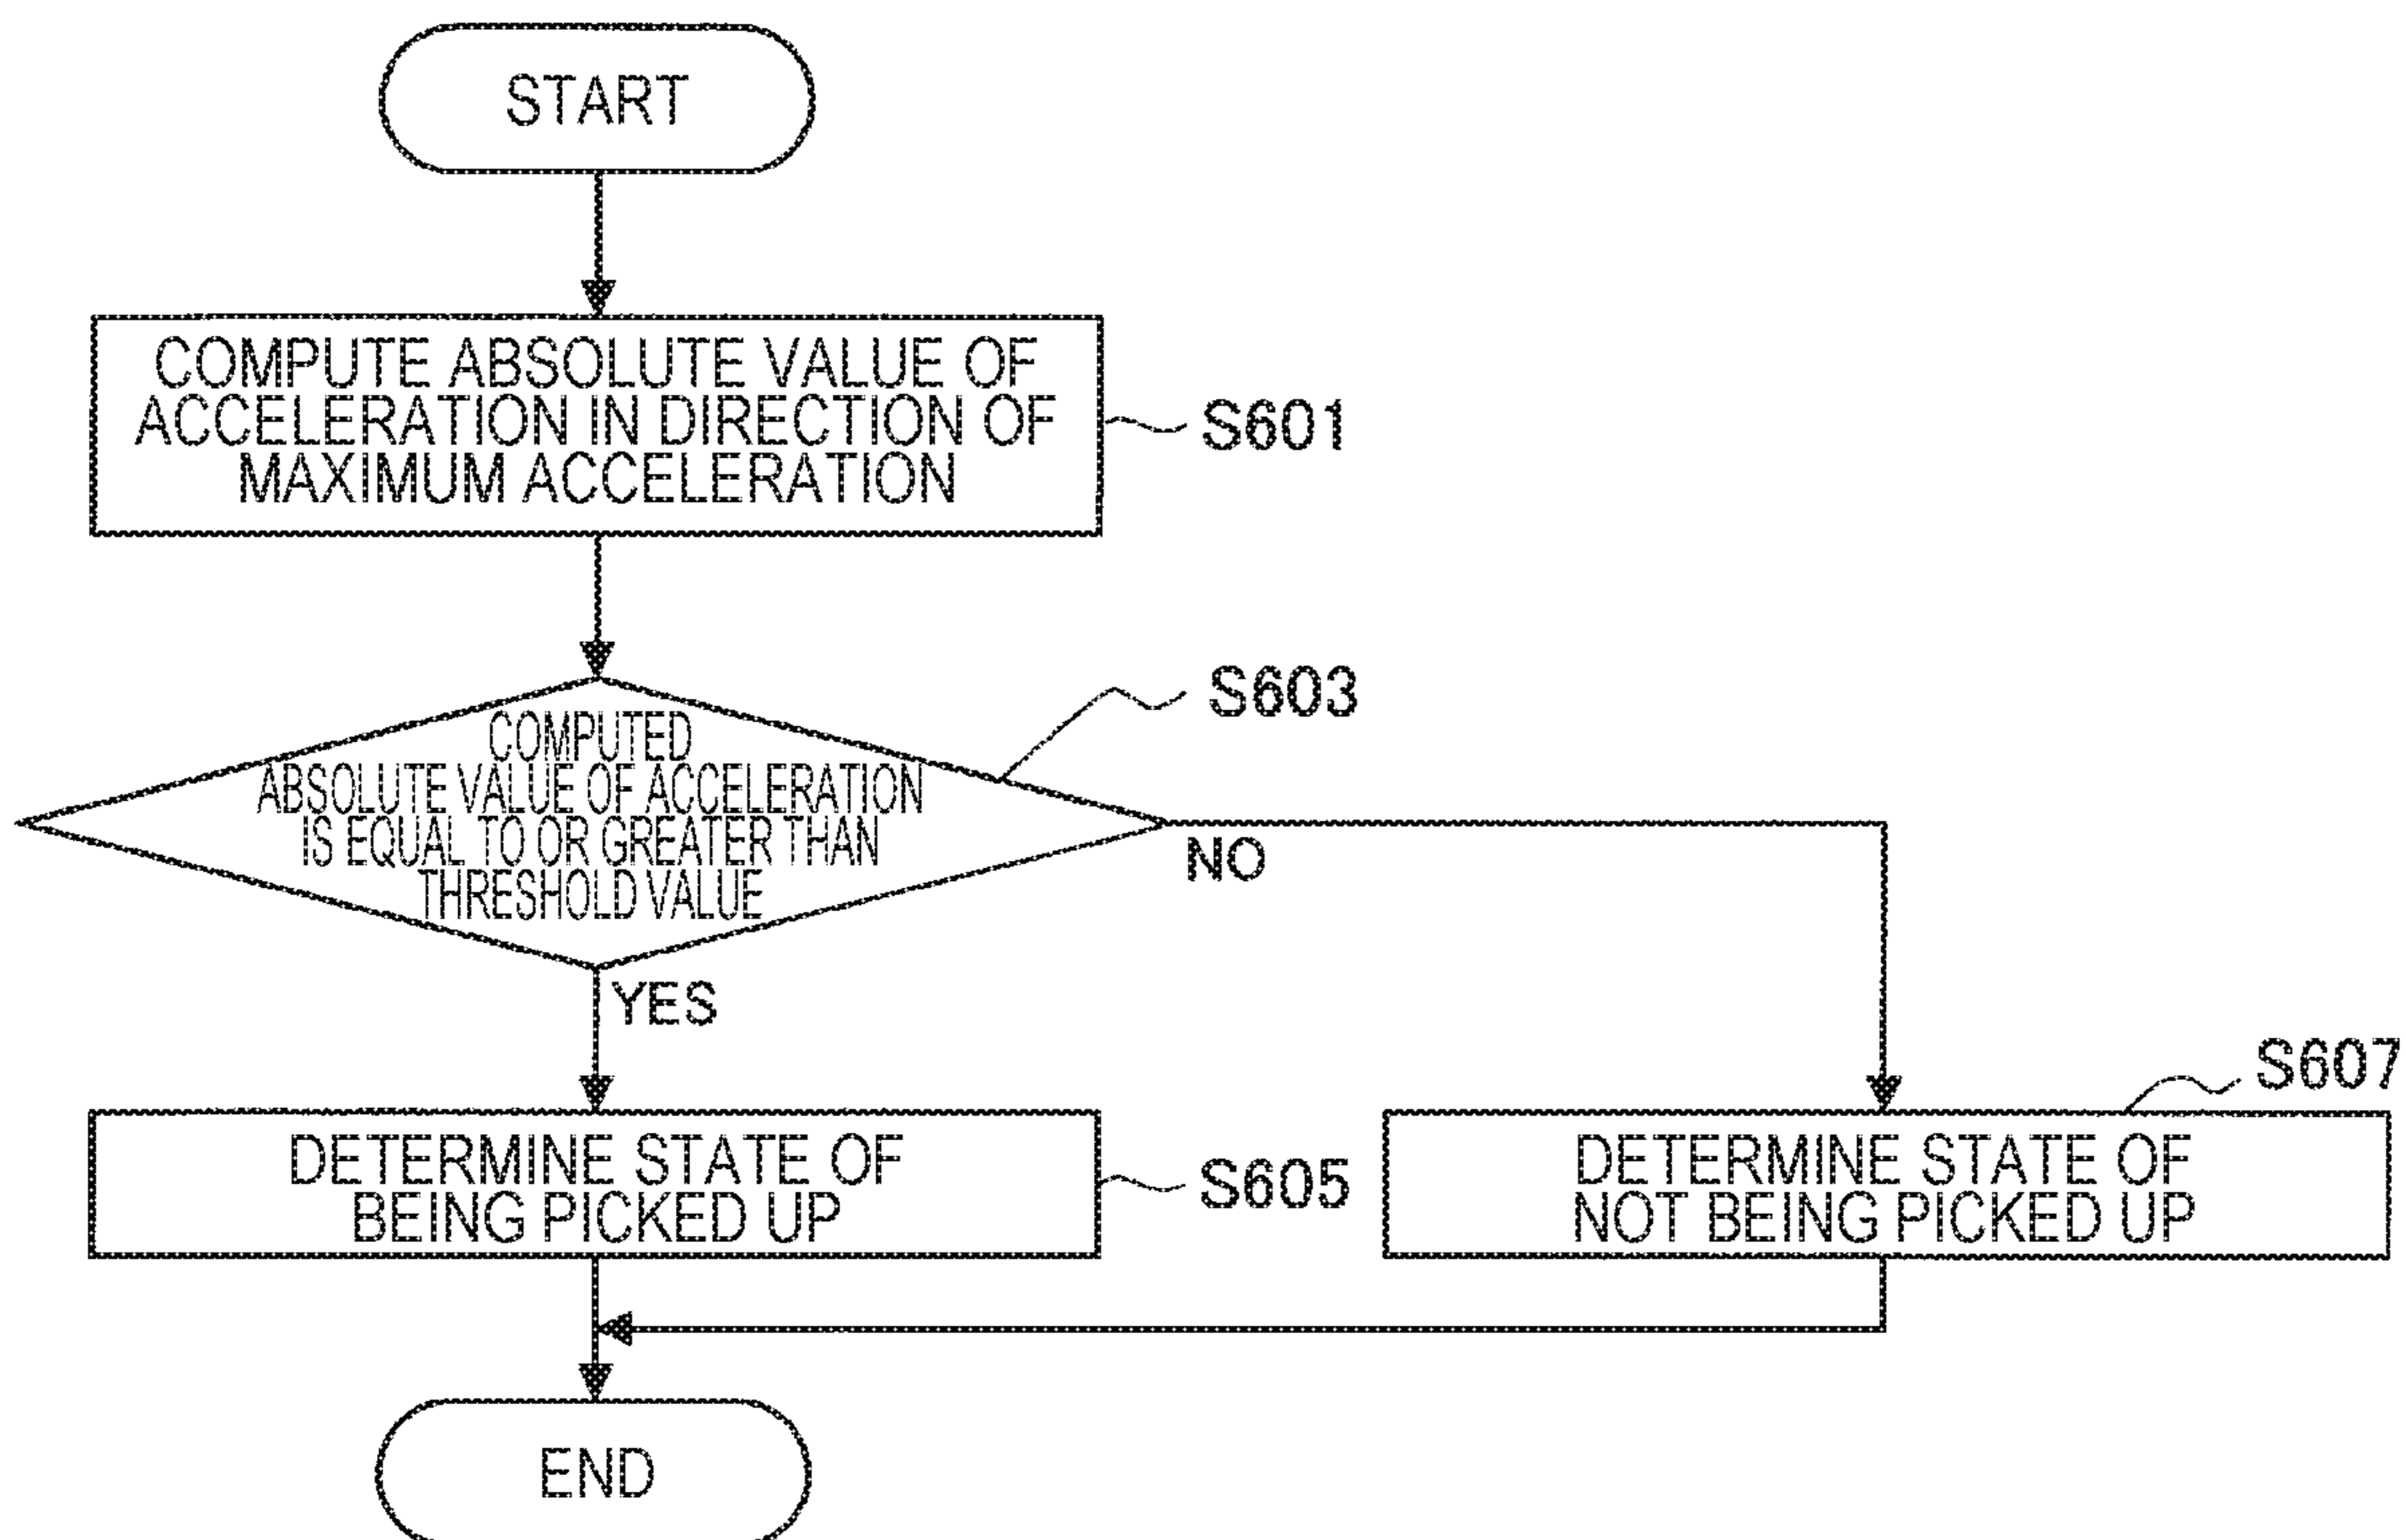 START
COMPUTE ABSOLUTE VALUE OF
ACCELERATION IN DIRECTION OF
MAXIMUM ACCELERATION
S601
S603
COMPUTED
ABSOLUTE VALUE OF ACCELERATION
IS EQUAL TO OR GREATER THAN
THRESHOLD VALUE
NO
YES
DETERMINE STATE OF
BEING PICKED UP
S605
S607
DETERMINE STATE OF
NOT BEING PICKED UP
END